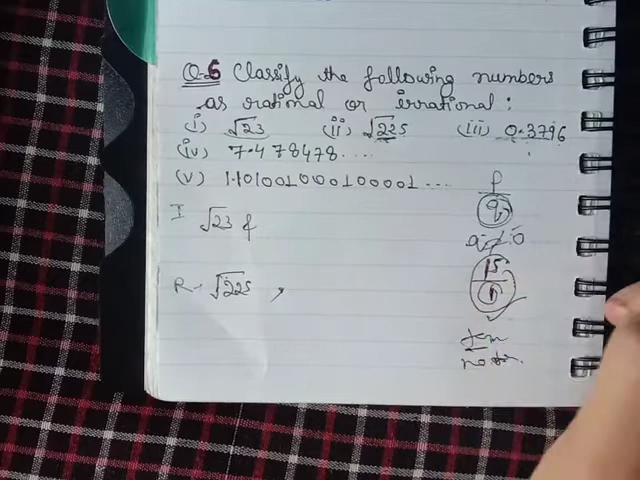 Q.6 Classify the following numbers
as rational or irrational:
(i) √23 (ii) √225 (iii) 0.3796
(iv) 7.478478....
(v) 1.101001000100001...
I √23
R - √225 ,
p
q
q≠0
15
1